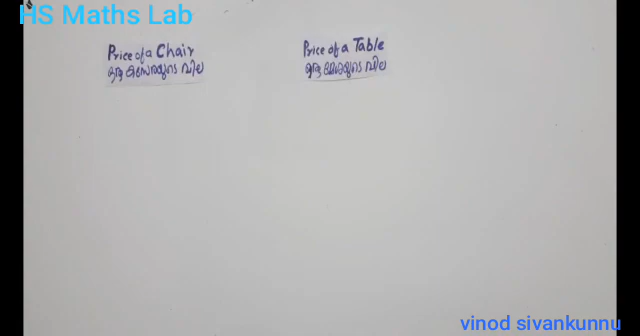 HS Maths Lab
Price of a Chair
ഒരു കസേരയുടെ വില
Price of a Table
ഒരു മേശയുടെ വില
vinod sivankunnu